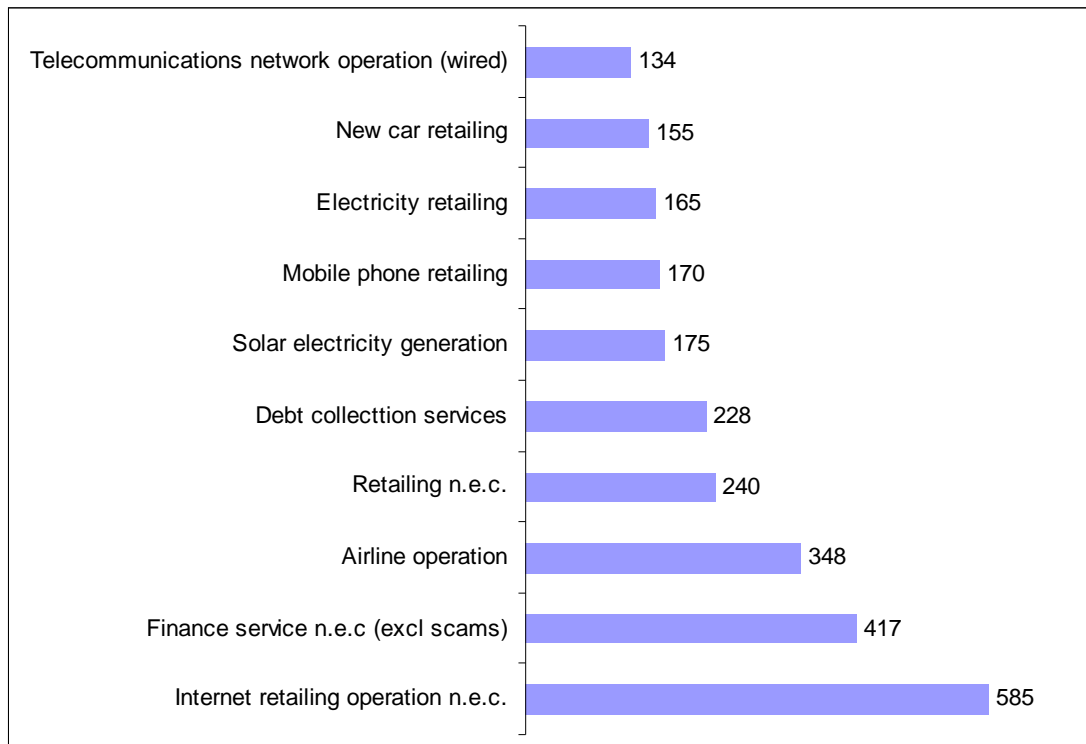 Telecommunications network operation (wired) 134
New car retailing 155
Electricity retailing 165
Mobile phone retailing 170
Solar electricity generation 175
Debt collecttion services 228
Retailing n.e.c. 240
Airline operation 348
Finance service n.e.c (excl scams) 417
Internet retailing operation n.e.c. 585